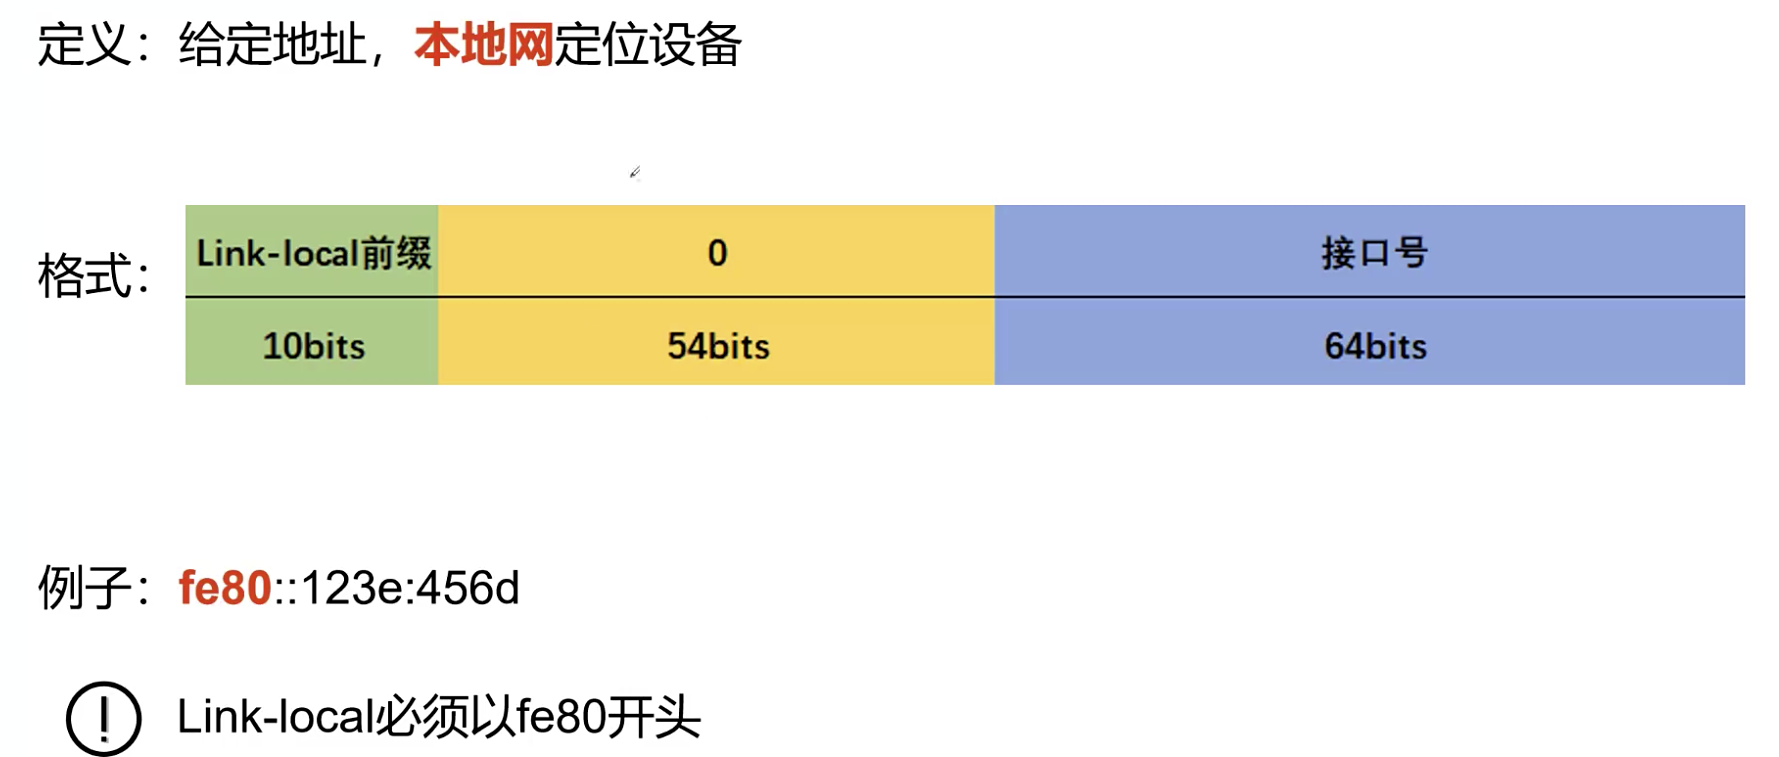 定义：给定地址，本地网定位设备
格式：
Link-local前缀 0 接口号
10bits 54bits 64bits
例子：fe80::123e:456d
! Link-local必须以fe80开头